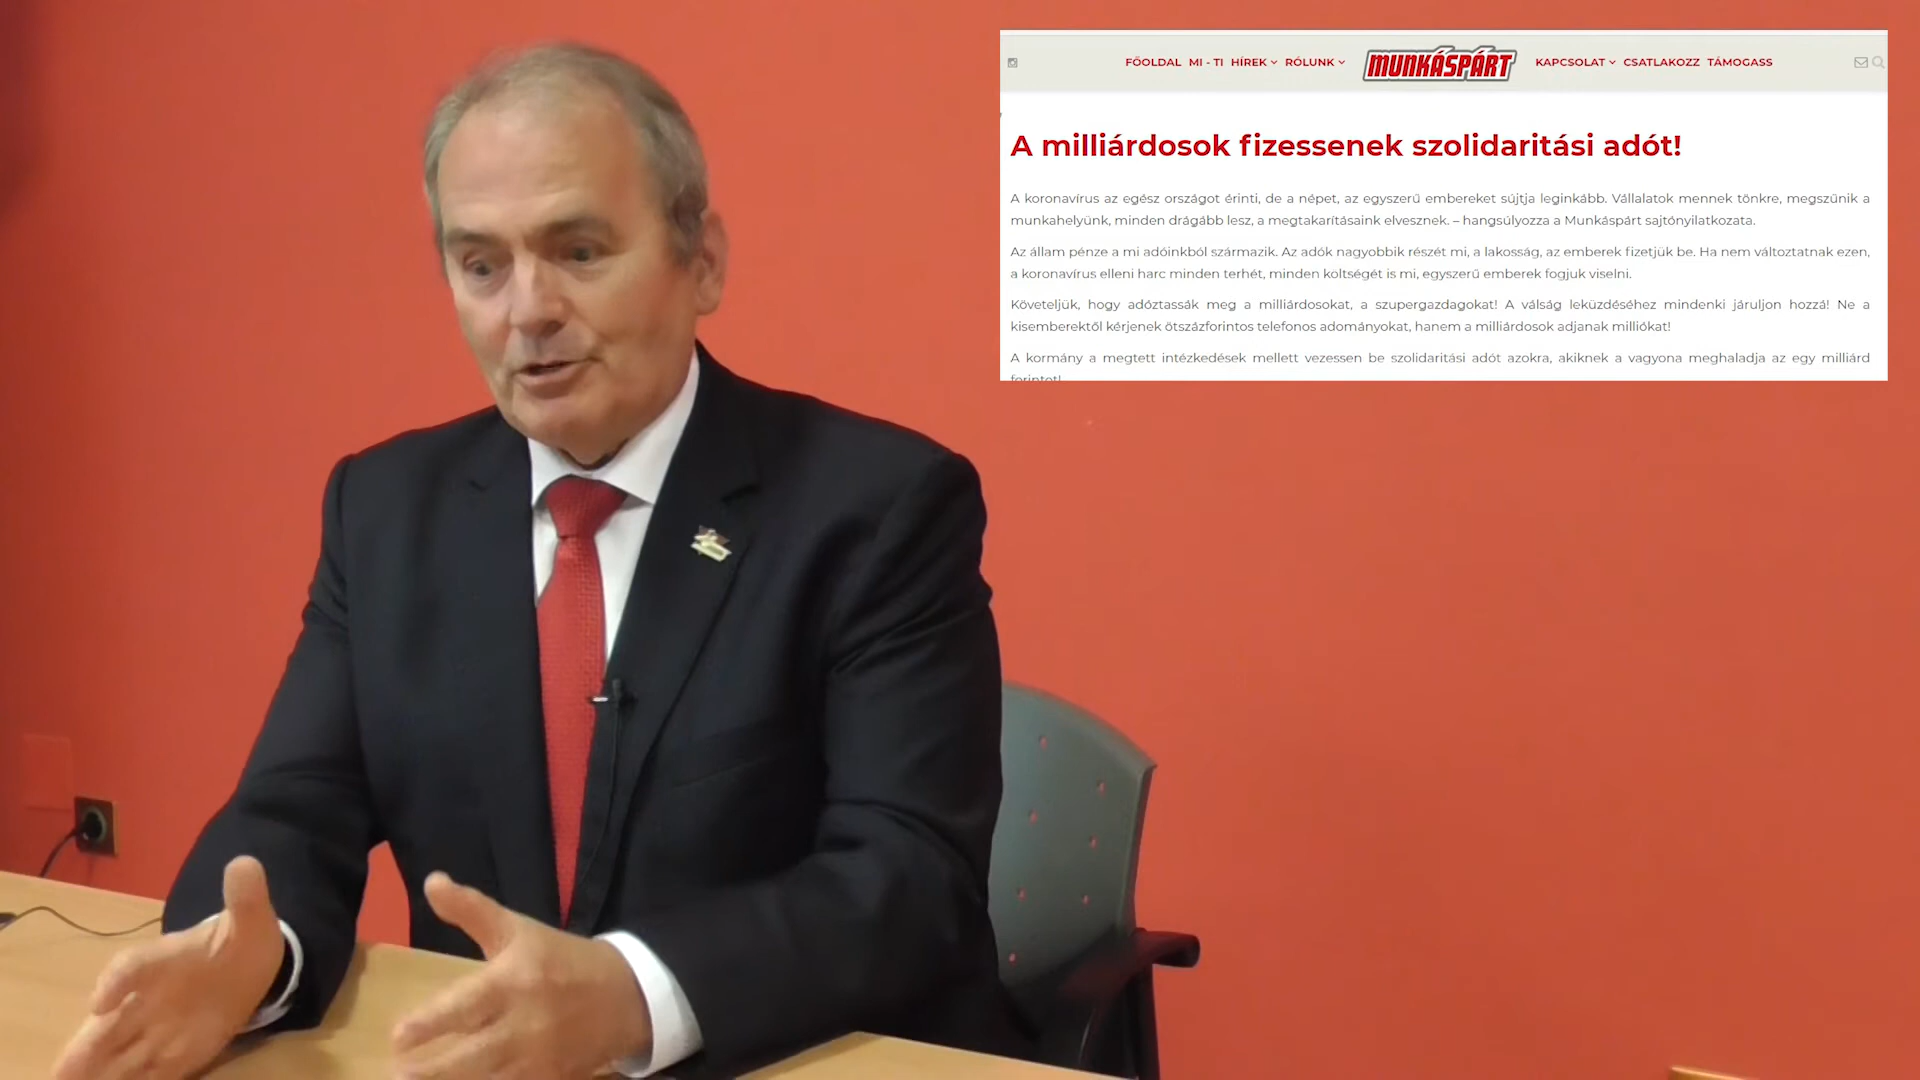 FŐOLDAL MI - TI HÍREK RÓLUNK MUNKÁSPÁRT KAPCSOLAT CSATLAKOZZ TÁMOGASS
A milliárdosok fizessenek szolidaritási adót!
A koronavírus az egész országot érinti, de a népet, az egyszerű embereket sújtja leginkább. Vállalatok mennek tönkre, megszűnik a
munkahelyünk, minden drágább lesz, a megtakarításaink elvesznek. – hangsúlyozza a Munkáspárt sajtónyilatkozata.
Az állam pénze a mi adóinkból származik. Az adók nagyobbik részét mi, a lakosság, az emberek fizetjük be. Ha nem változtatnak ezen,
a koronavírus elleni harc minden terhét, minden költségét is mi, egyszerű emberek fogjuk viselni.
Követeljük, hogy adóztassák meg a milliárdosokat, a szupergazdagokat! A válság leküzdéséhez mindenki járuljon hozzá! Ne a
kisemberektől kérjenek ötszázforintos telefonos adományokat, hanem a milliárdosok adjanak milliókat!
A kormány a megtett intézkedések mellett vezessen be szolidaritási adót azokra, akiknek a vagyona meghaladja az egy milliárd
forintot!